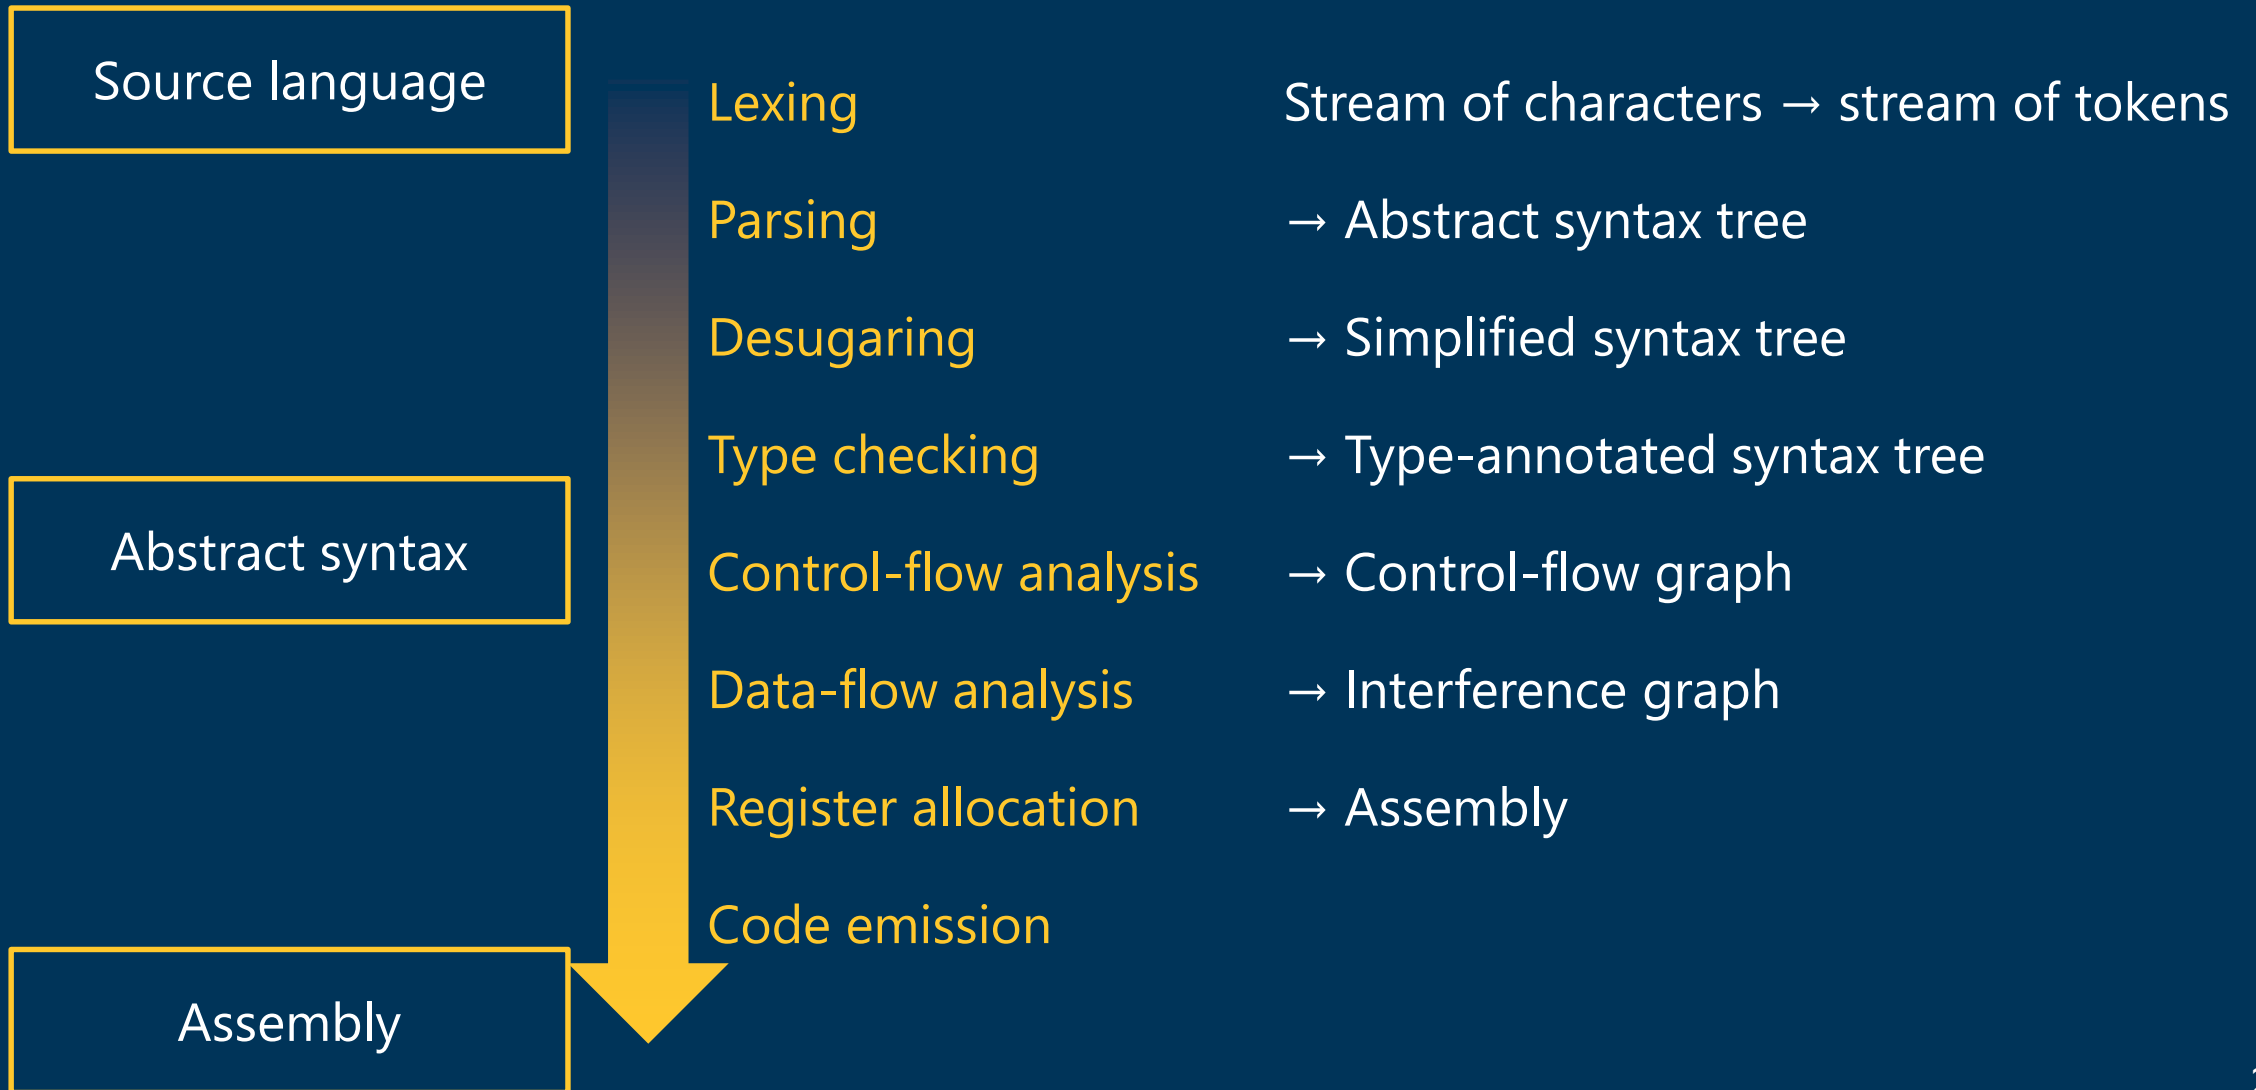 Source language
Lexing
Stream of characters → stream of tokens
Parsing
→ Abstract syntax tree
Desugaring
→ Simplified syntax tree
Type checking
→ Type-annotated syntax tree
Abstract syntax
Control-flow analysis
→ Control-flow graph
Data-flow analysis
→ Interference graph
Register allocation
→ Assembly
Code emission
Assembly